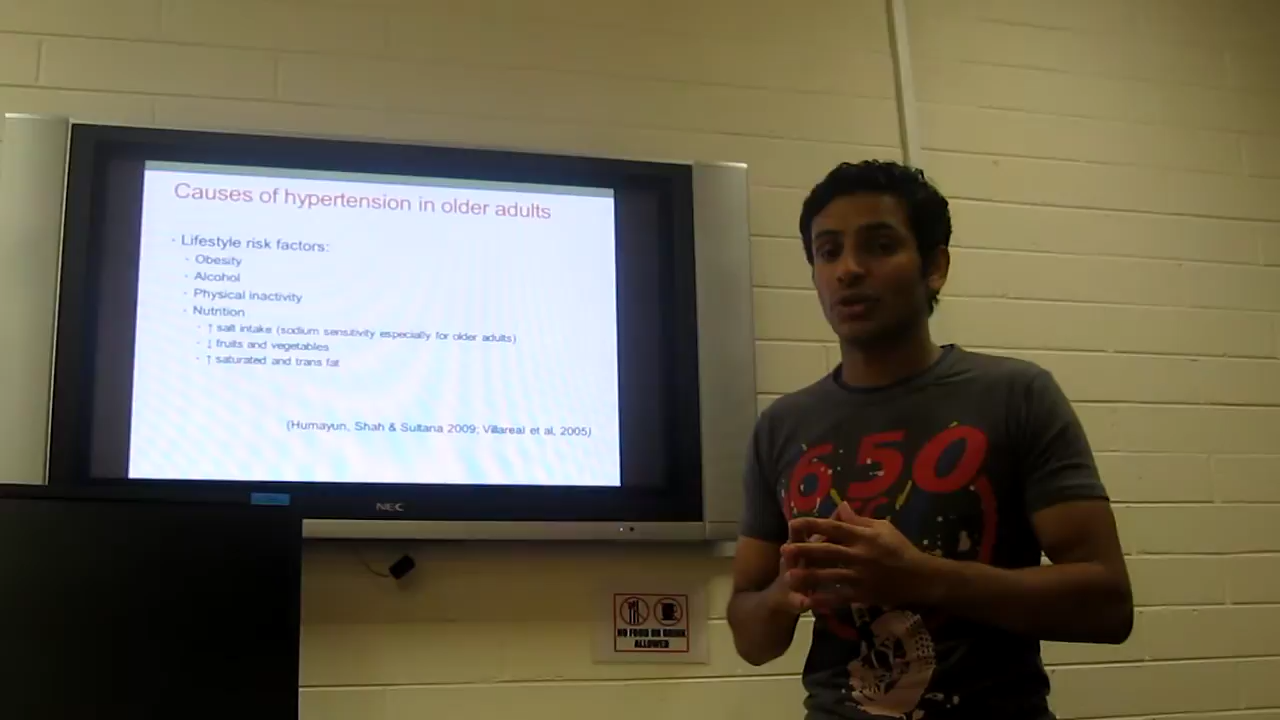 Causes of hypertension in older adults
· Lifestyle risk factors:
· Obesity
· Alcohol
· Physical inactivity
· Nutrition
· ↑ salt intake (sodium sensitivity especially for older adults)
· ↓ fruits and vegetables
· ↑ saturated and trans fat
(Humayun, Shah & Sultana 2009; Villareal et al, 2005)
NEC
NO FOOD OR DRINK
ALLOWED
650